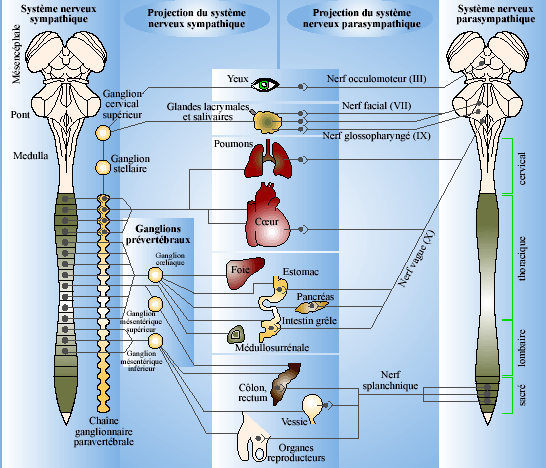 Système nerveux
sympathique
Projection du système
nerveux sympathique
Projection du système
nerveux parasympathique
Système nerveux
parasympathique
Mésencéphale
Pont
Medulla
Ganglion
cervical
supérieur
Ganglion
stellaire
Yeux
Glandes lacrymales
et salivaires
Poumons
Cœur
Nerf occulomoteur (III)
Nerf facial (VII)
Nerf glossopharyngé (IX)
Nerf vague (X)
Ganglions
prévertébraux
Ganglion
cœliaque
Ganglion
mésentérique
supérieur
Ganglion
mésentérique
inférieur
Foie
Estomac
Pancréas
Intestin grêle
Médullosurrénale
Côlon,
rectum
Vessie
Organes
reproducteurs
Nerf
splanchnique
Chaîne
ganglionnaire
paravertébrale
cervical
thoracique
lombaire
sacré